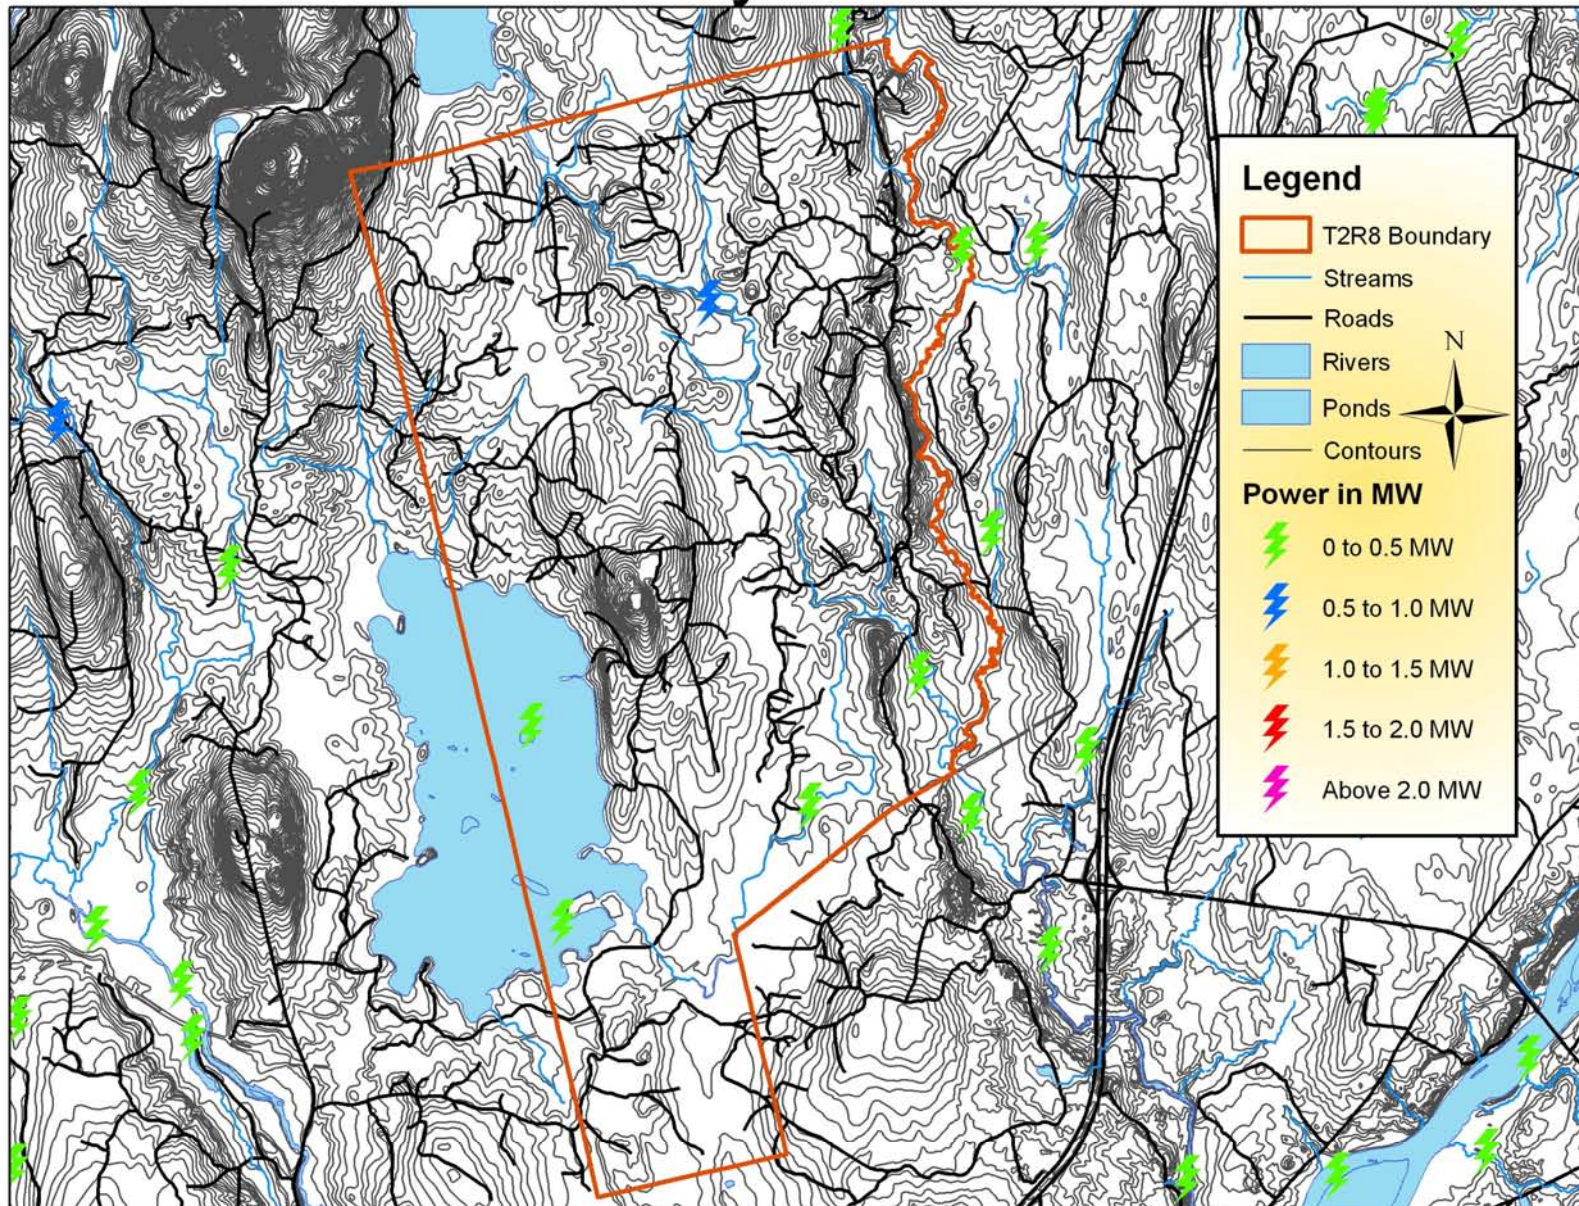 Legend
T2R8 Boundary
Streams
Roads
N
Rivers
Ponds
Contours
Power in MW
0 to 0.5 MW
0.5 to 1.0 MW
1.0 to 1.5 MW
1.5 to 2.0 MW
Above 2.0 MW